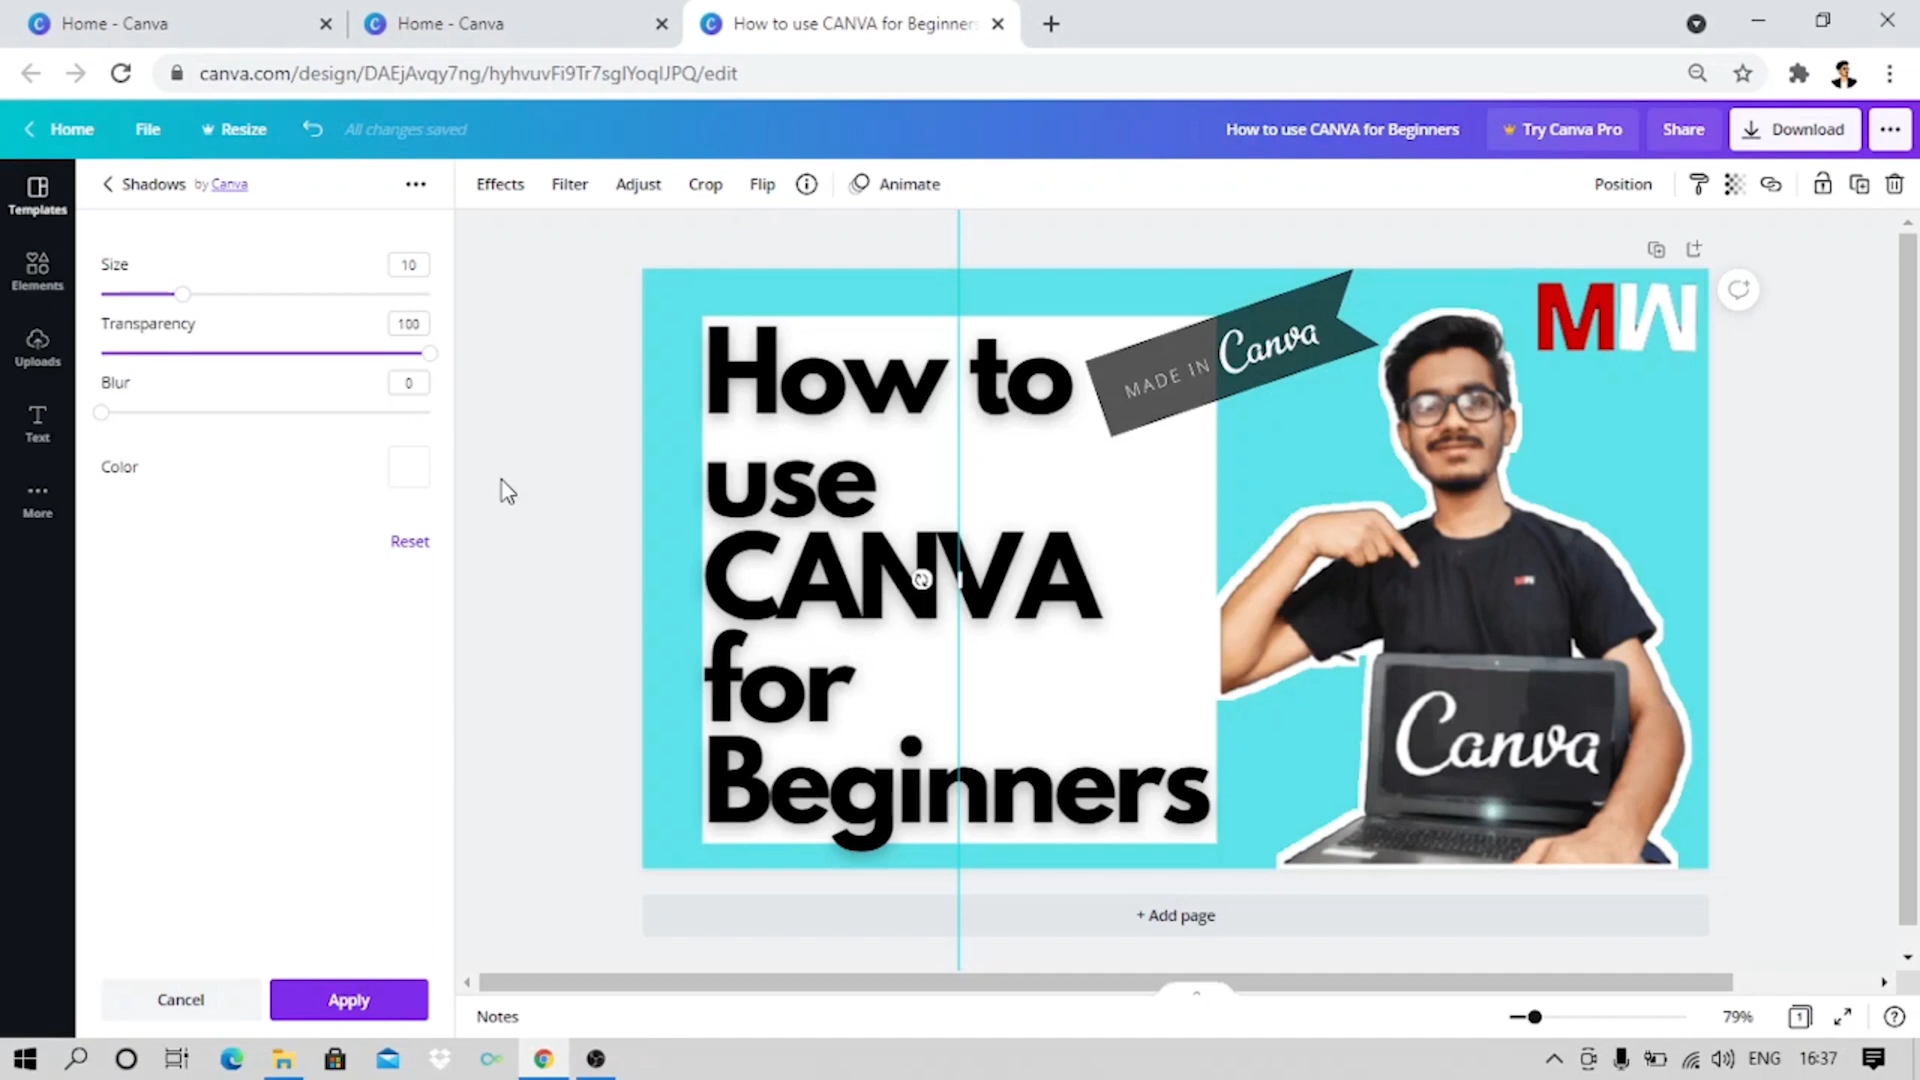 Home - Canva
Home - Canva
How to use CANVA for Beginners
canva.com/design/DAEjAvqy7ng/hyhvuvFi9Tr7sglYoqlJPQ/edit
Home
File
Resize
All changes saved
How to use CANVA for Beginners
Try Canva Pro
Share
Download
Templates
Elements
Uploads
Text
More
Shadows by Canva
Size
10
Transparency
100
Blur
0
Color
Reset
Cancel
Apply
Effects
Filter
Adjust
Crop
Flip
Animate
Position
How to
use
CANVA
for
Beginners
MADE IN Canva
MW
MW
Canva
+ Add page
Notes
79%
1
ENG
16:37